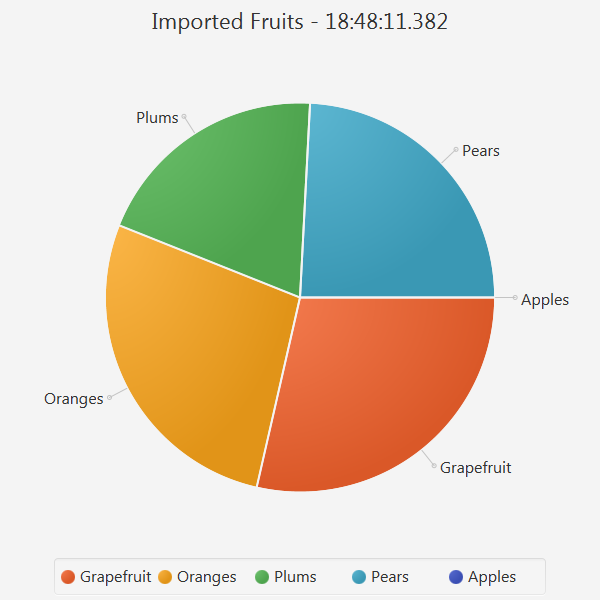 Imported Fruits - 18:48:11.382
Plums
Pears
Apples
Oranges
Grapefruit
Grapefruit Oranges Plums Pears Apples